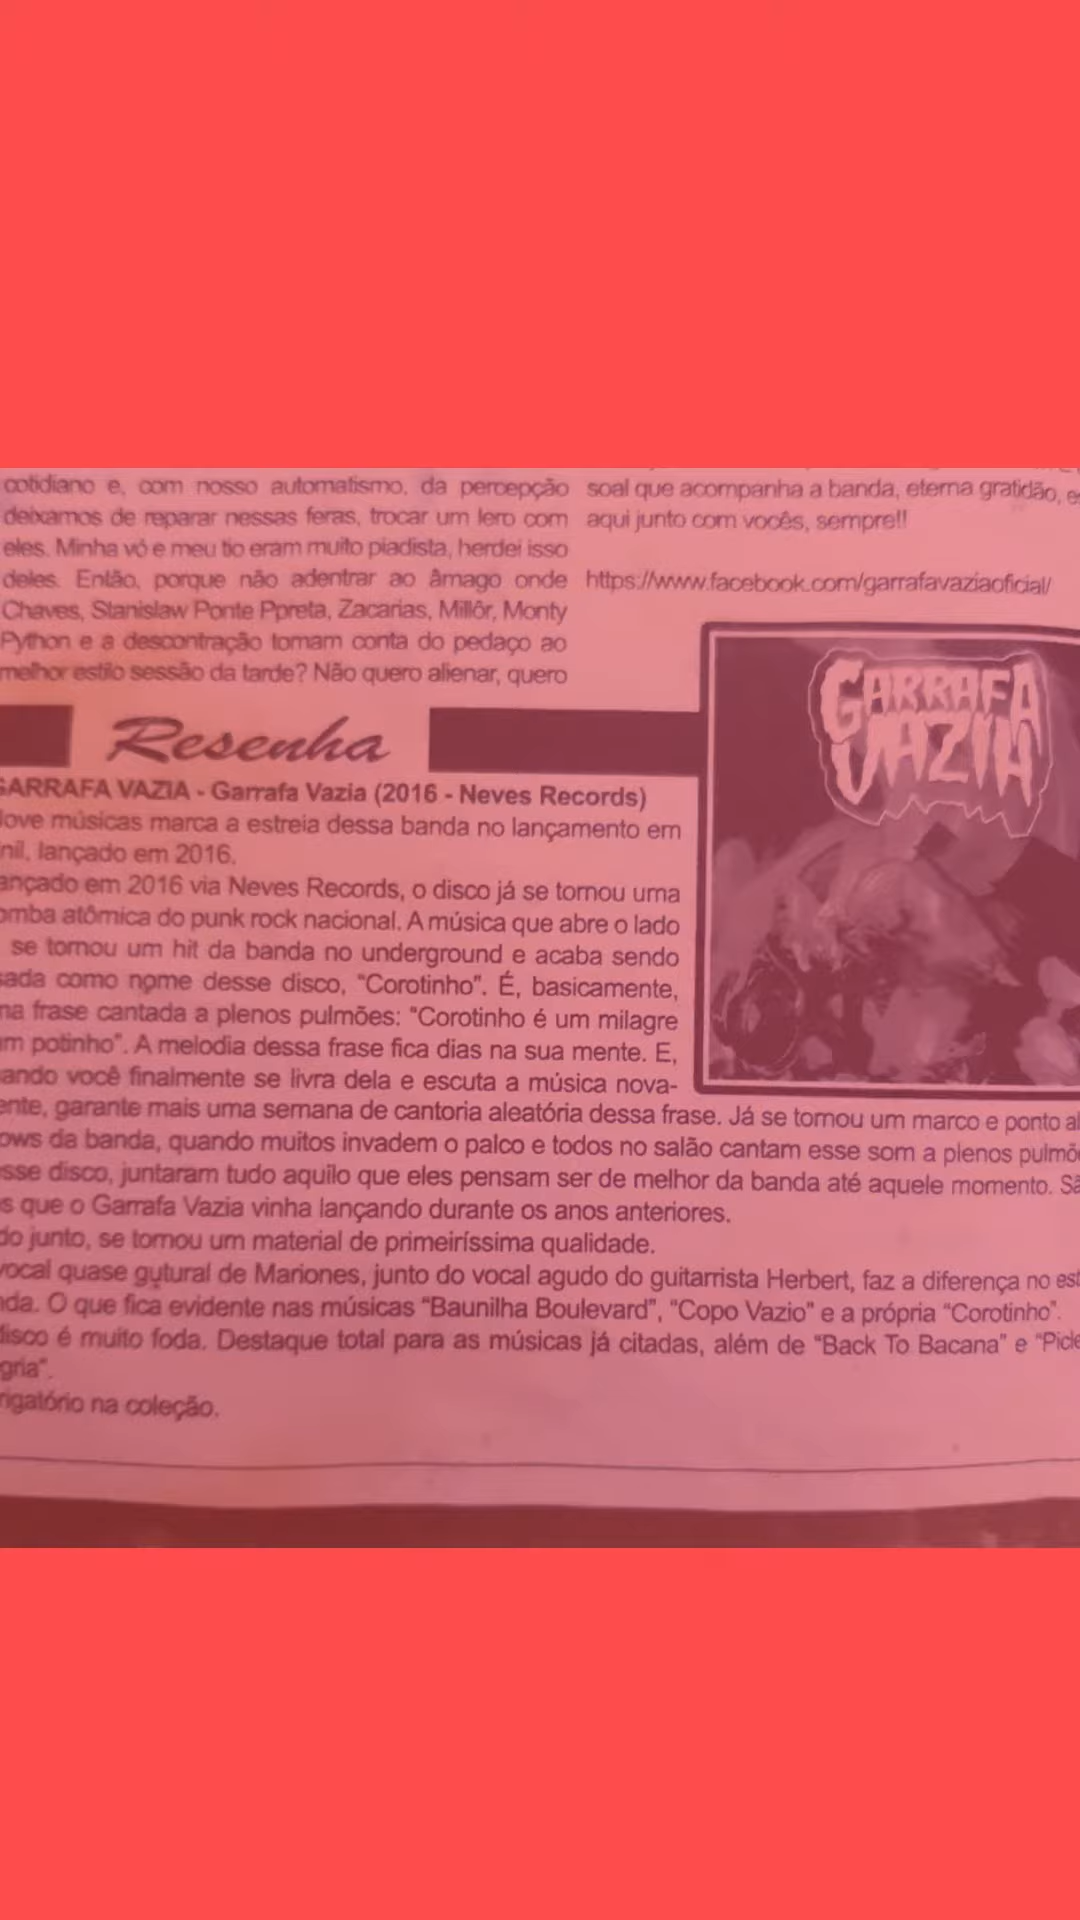 cotidiano e, com nosso automatismo, da percepção
deixamos de reparar nessas feras, trocar um lero com
eles. Minha vó e meu tio eram muito piadista, herdei isso
deles. Então, porque não adentrar ao âmago onde
Chaves, Stanislaw Ponte Ppreta, Zacarias, Millôr, Monty
Python e a descontração tomam conta do pedaço ao
melhor estilo sessão da tarde? Não quero alienar, quero
soal que acompanha a banda, eterna gratidão,
aqui junto com vocês, sempre!!
https://www.facebook.com/garrafavaziaoficial/
Resenha
GARRAFA VAZIA
GARRAFA VAZIA - Garrafa Vazia (2016 - Neves Records)
ove músicas marca a estreia dessa banda no lançamento em
nil, lançado em 2016.
ançado em 2016 via Neves Records, o disco já se tornou uma
omba atômica do punk rock nacional. A música que abre o lado
se tornou um hit da banda no underground e acaba sendo
sada como nome desse disco, “Corotinho”. É, basicamente,
ma frase cantada a plenos pulmões: “Corotinho é um milagre
m potinho”. A melodia dessa frase fica dias na sua mente. E,
ando você finalmente se livra dela e escuta a música nova-
ente, garante mais uma semana de cantoria aleatória dessa frase. Já se tornou um marco e ponto al
ows da banda, quando muitos invadem o palco e todos no salão cantam esse som a plenos pulmõ
sse disco, juntaram tudo aquilo que eles pensam ser de melhor da banda até aquele momento. Sã
s que o Garrafa Vazia vinha lançando durante os anos anteriores.
do junto, se tornou um material de primeiríssima qualidade.
vocal quase gutural de Mariones, junto do vocal agudo do guitarrista Herbert, faz a diferença no est
nda. O que fica evidente nas músicas “Baunilha Boulevard”, “Copo Vazio” e a própria “Corotinho”.
disco é muito foda. Destaque total para as músicas já citadas, além de “Back To Bacana” e “Picle
gria”.
rigatório na coleção.